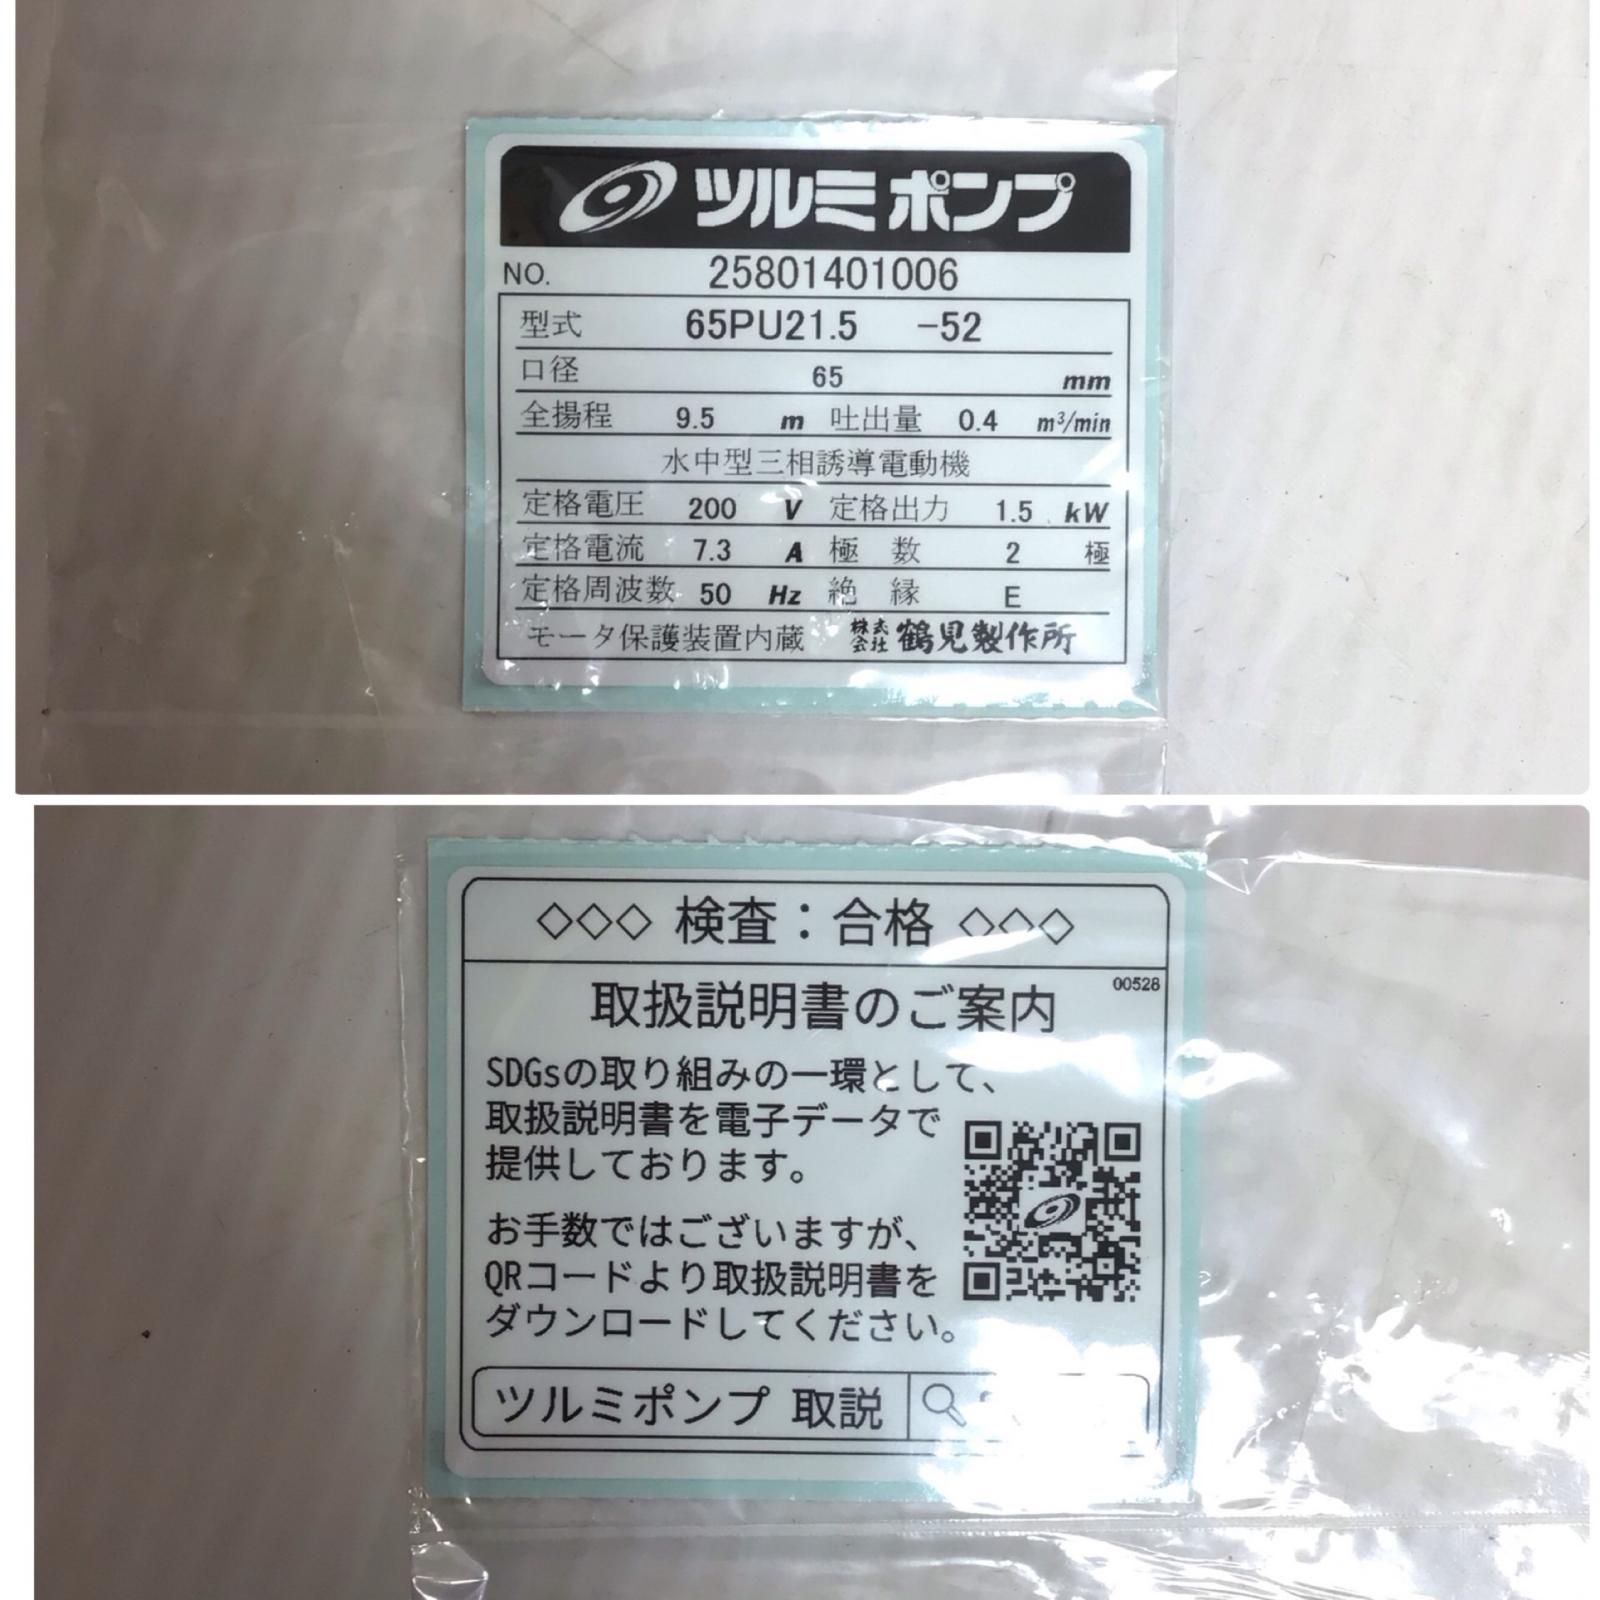 ツルミポンプ
NO. 25801401006
型式 65PU21.5 -52
口径 65 mm
全揚程 9.5 m 吐出量 0.4 m³/min
水中型三相誘導電動機
定格電圧 200 V 定格出力 1.5 kW
定格電流 7.3 A 極 数 2 極
定格周波数 50 Hz 絶 縁 E
モータ保護装置内蔵 株式会社 鶴見製作所
◇◇◇ 検査：合格 ◇◇◇
00528
取扱説明書のご案内
SDGsの取り組みの一環として、
取扱説明書を電子データで
提供しております。
お手数ではございますが、
QRコードより取扱説明書を
ダウンロードしてください。
ツルミポンプ 取説